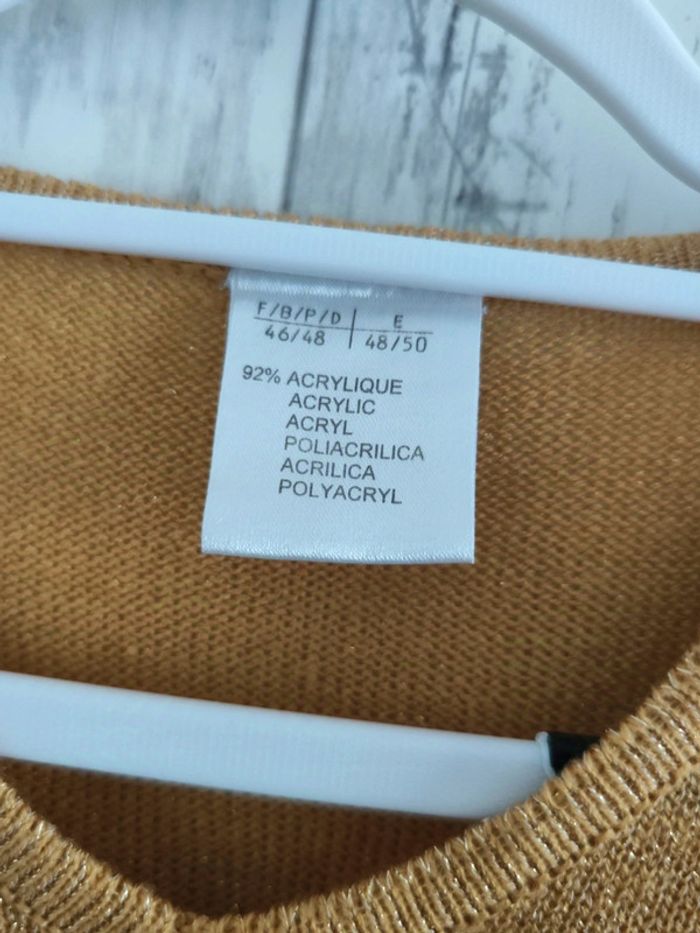 F/B/P/D | E
46/48 | 48/50
92% ACRYLIQUE
ACRYLIC
ACRYL
POLIACRILICA
ACRILICA
POLYACRYL